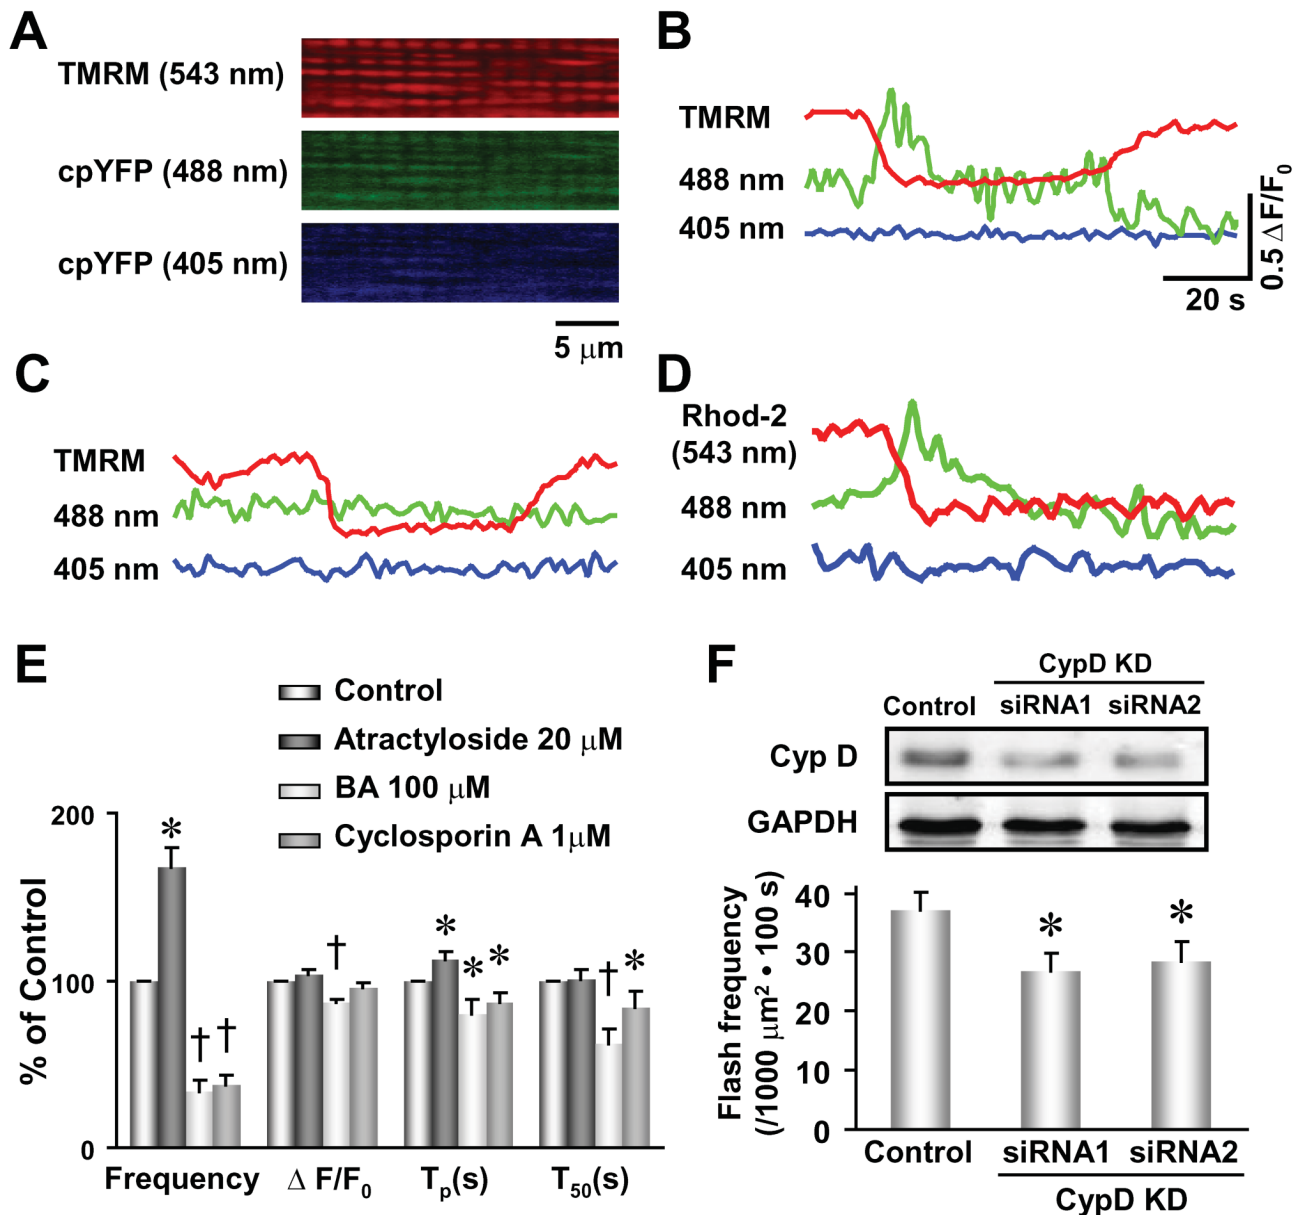 A
TMRM (543 nm)
cpYFP (488 nm)
cpYFP (405 nm)
5 μm
B
TMRM
488 nm
405 nm
0.5 ΔF/F0
20 s
C
TMRM
488 nm
405 nm
D
Rhod-2
(543 nm)
488 nm
405 nm
E
Control
Atractyloside 20 μM
BA 100 μM
Cyclosporin A 1μM
% of Control
200
100
0
*
† †
†
* * *
† *
Frequency Δ F/F0 Tp(s) T50(s)
F
CypD KD
Control siRNA1 siRNA2
Cyp D
GAPDH
Flash frequency
(/1000 μm² • 100 s)
40
30
20
10
0
* *
Control siRNA1 siRNA2
CypD KD